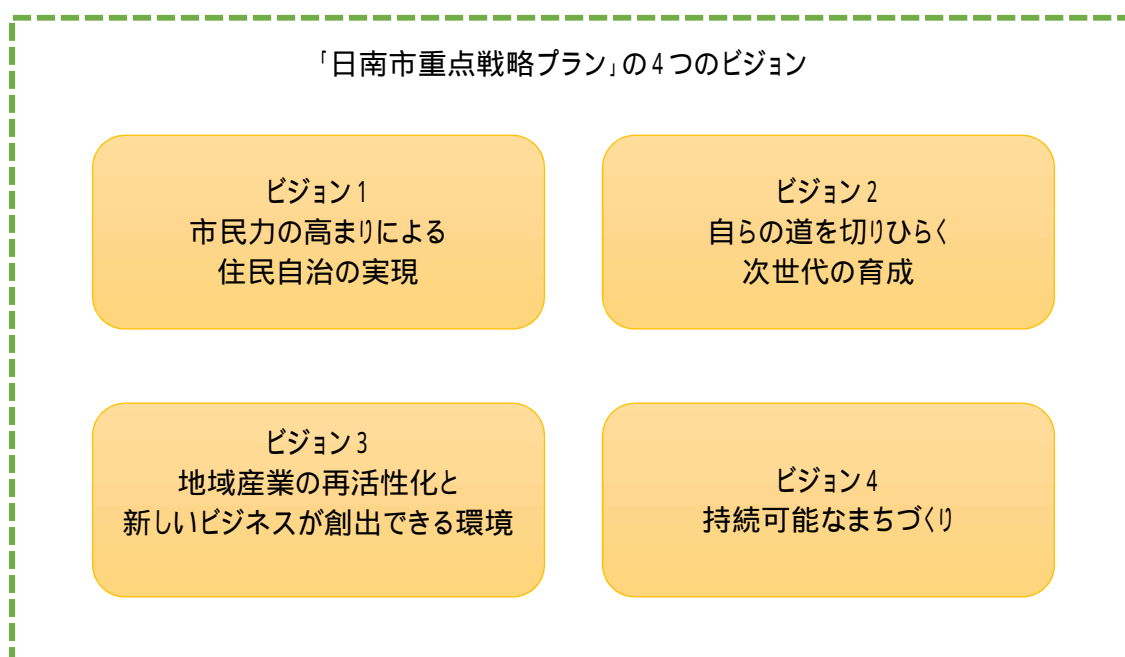 「日南市重点戦略プラン」の4つのビジョン
ビジョン1
市民力の高まりによる
住民自治の実現
ビジョン2
自らの道を切りひらく
次世代の育成
ビジョン3
地域産業の再活性化と
新しいビジネスが創出できる環境
ビジョン4
持続可能なまちづくり